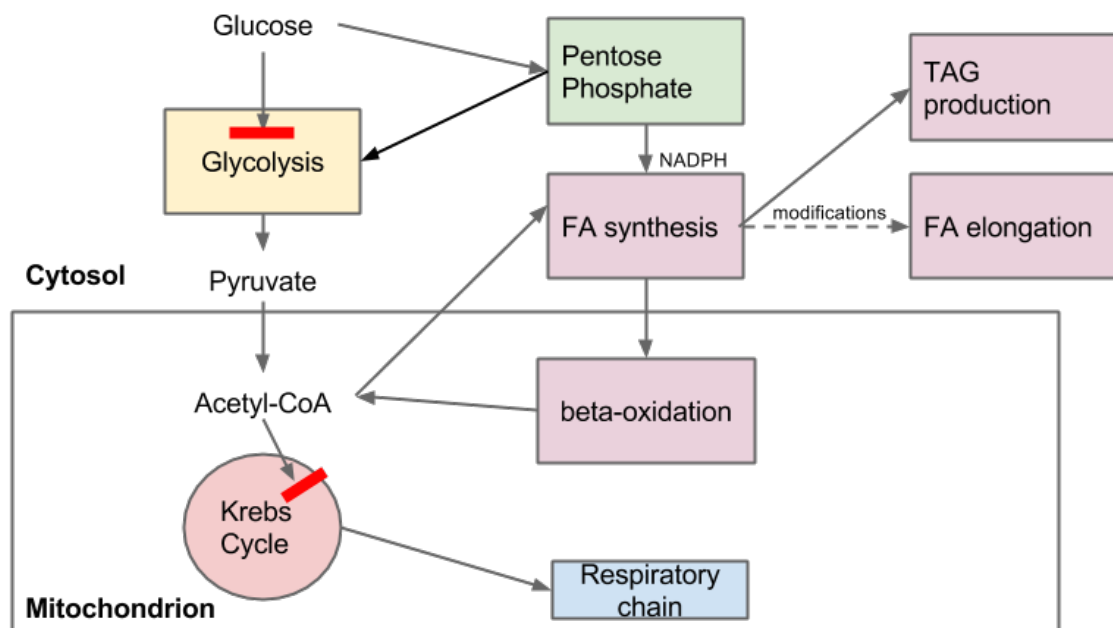 Glucose
Pentose
Phosphate
TAG
production
Glycolysis
NADPH
FA synthesis
modifications
FA elongation
Cytosol
Pyruvate
Acetyl-CoA
beta-oxidation
Krebs
Cycle
Respiratory
chain
Mitochondrion